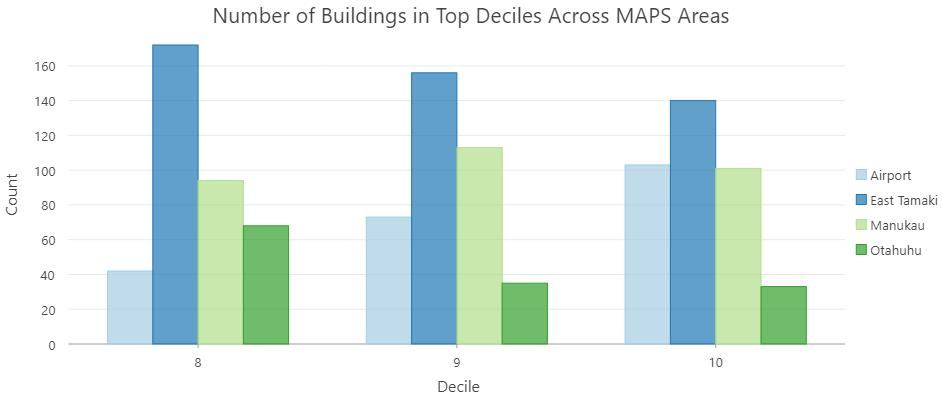 Number of Buildings in Top Deciles Across MAPS Areas
Count
160
140
120
100
80
60
40
20
0
8
9
10
Decile
Airport
East Tamaki
Manukau
Otahuhu